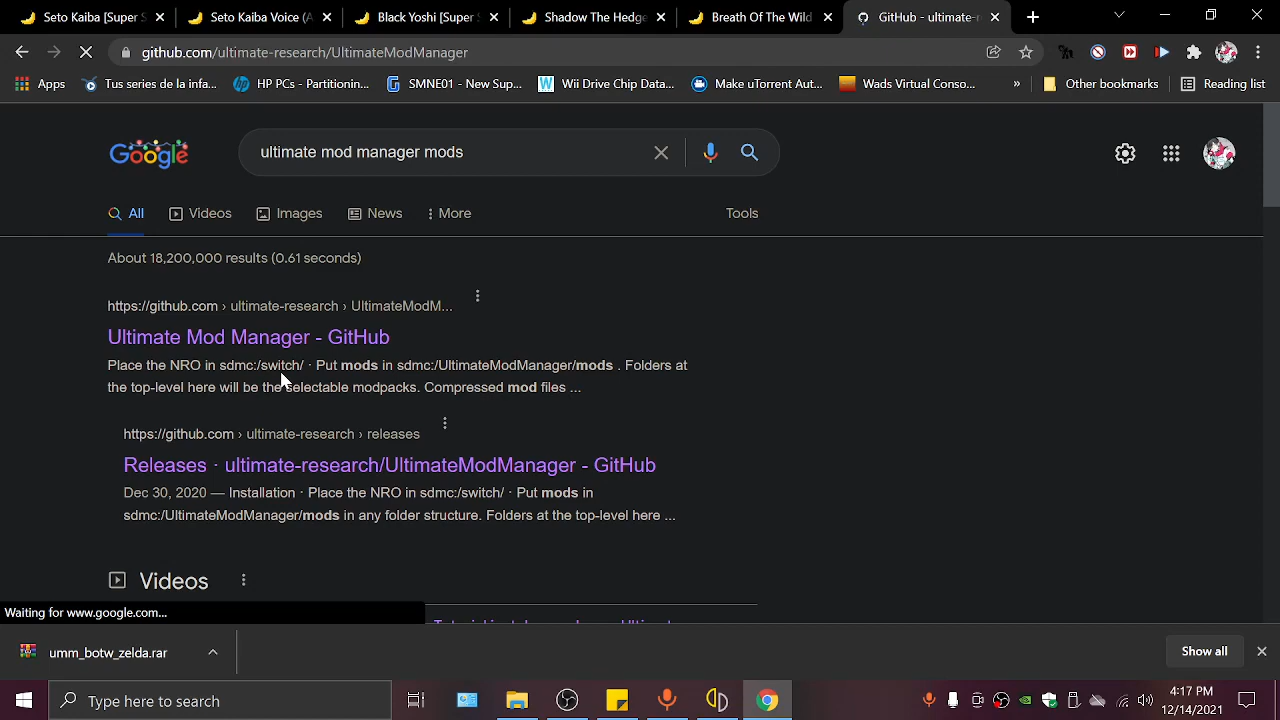 Seto Kaiba [Super S
Seto Kaiba Voice (A
Black Yoshi [Super S
Shadow The Hedge
Breath Of The Wild
GitHub - ultimate-r
github.com/ultimate-research/UltimateModManager
Apps
Tus series de la infa...
HP PCs - Partitionin...
SMNE01 - New Sup...
Wii Drive Chip Data...
Make uTorrent Aut...
Wads Virtual Conso...
»
Other bookmarks
Reading list
Google
ultimate mod manager mods
All
Videos
Images
News
More
Tools
About 18,200,000 results (0.61 seconds)
https://github.com › ultimate-research › UltimateModM...
Ultimate Mod Manager - GitHub
Place the NRO in sdmc:/switch/ · Put mods in sdmc:/UltimateModManager/mods . Folders at
the top-level here will be the selectable modpacks. Compressed mod files ...
https://github.com › ultimate-research › releases
Releases · ultimate-research/UltimateModManager - GitHub
Dec 30, 2020 — Installation · Place the NRO in sdmc:/switch/ · Put mods in
sdmc:/UltimateModManager/mods in any folder structure. Folders at the top-level here ...
Videos
Waiting for www.google.com...
umm_botw_zelda.rar
Show all
Type here to search
4:17 PM
12/14/2021